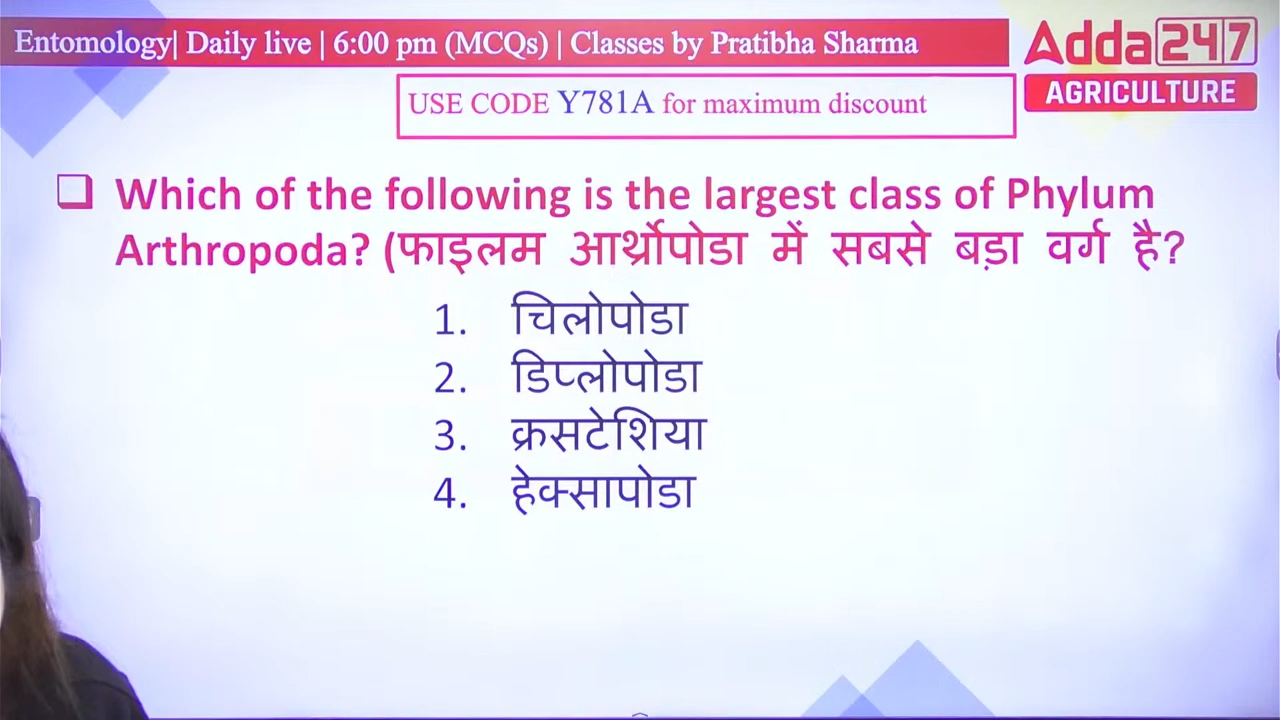 Entomology| Daily live | 6:00 pm (MCQs) | Classes by Pratibha Sharma
Adda247
USE CODE Y781A for maximum discount
AGRICULTURE
❑ Which of the following is the largest class of Phylum
Arthropoda? (फाइलम आर्थ्रोपोडा में सबसे बड़ा वर्ग है?
1. चिलोपोडा
2. डिप्लोपोडा
3. क्रसटेशिया
4. हेक्सापोडा